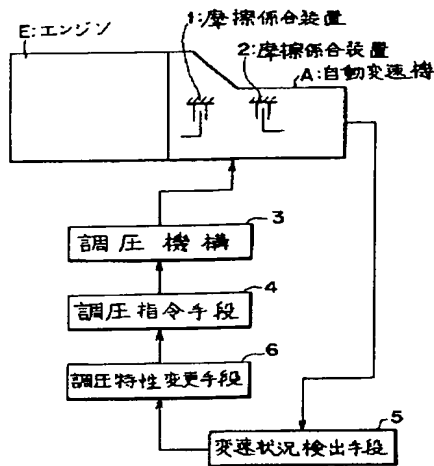 1:摩擦係合装置
E:エンジン
2:摩擦係合装置
A:自動変速機
3
調圧機構
4
調圧指令手段
6
調圧特性変更手段
5
変速状況検出手段